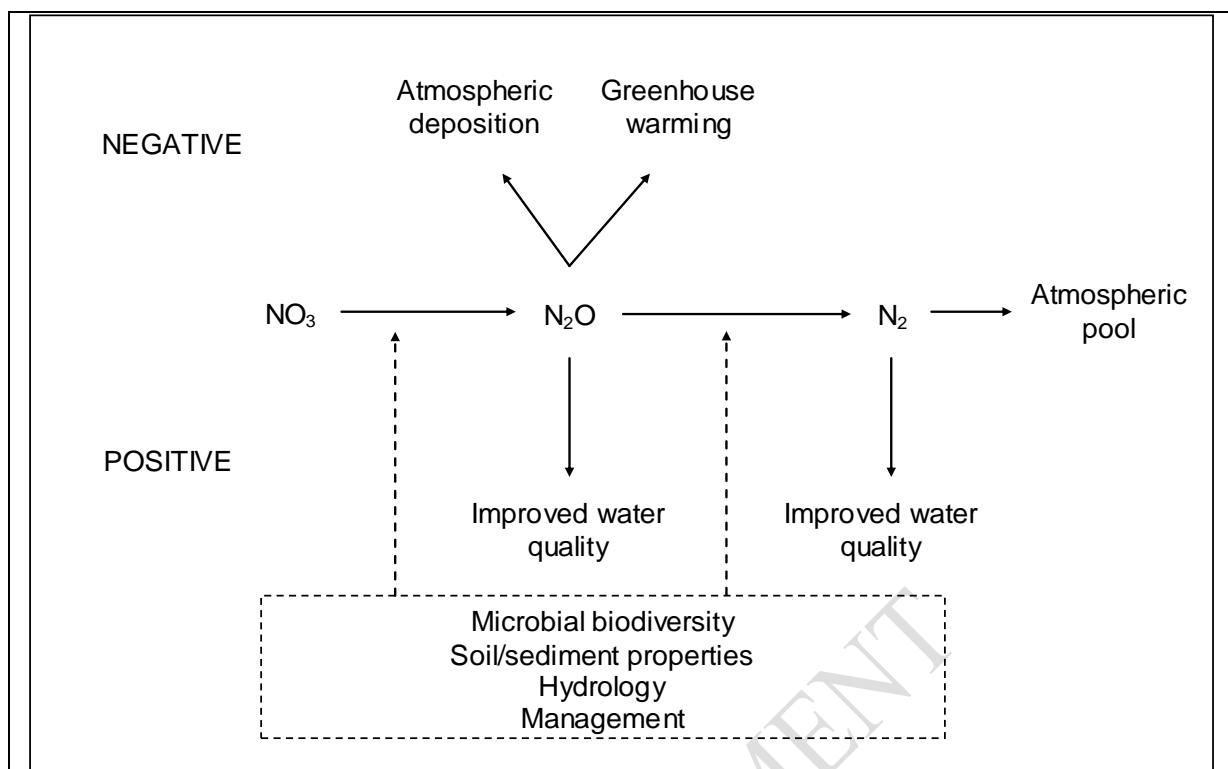 Atmospheric
deposition
Greenhouse
warming
NEGATIVE
NO₃
N₂O
N₂
Atmospheric
pool
POSITIVE
Improved water
quality
Improved water
quality
Microbial biodiversity
Soil/sediment properties
Hydrology
Management
MENT